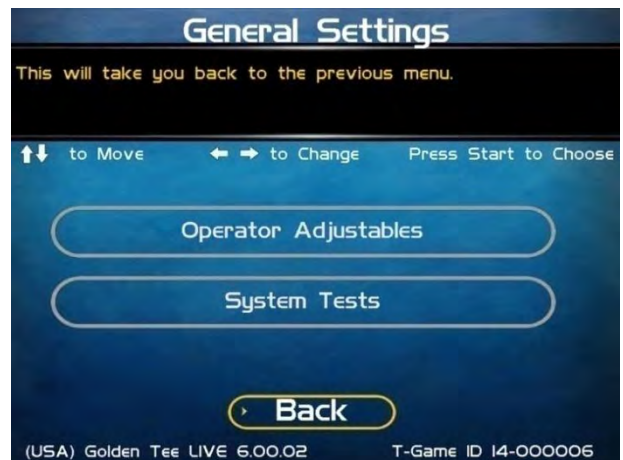 General Settings
This will take you back to the previous menu.
to Move to Change Press Start to Choose
Operator Adjustables
System Tests
Back
(USA) Golden Tee LIVE 6.00.02 T-Game ID 14-000006